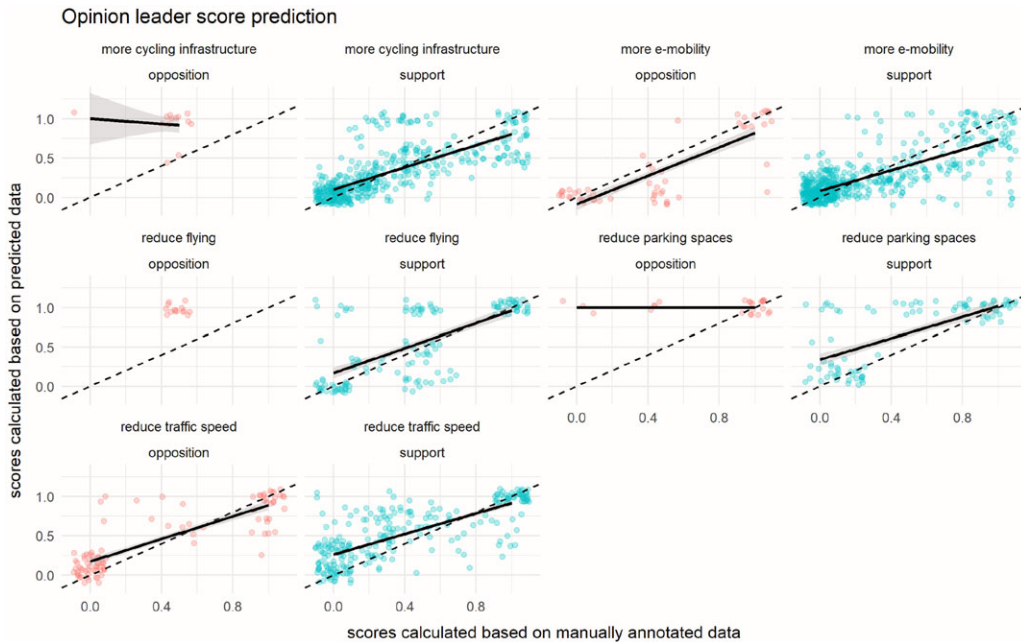 Opinion leader score prediction
more cycling infrastructure
more cycling infrastructure
more e-mobility
more e-mobility
opposition
support
opposition
support
1.0
0.5
0.0
reduce flying
reduce flying
reduce parking spaces
reduce parking spaces
opposition
support
opposition
support
1.0
0.5
0.0
0.0
0.4
0.8
0.0
0.4
0.8
reduce traffic speed
reduce traffic speed
opposition
support
1.0
0.5
0.0
0.0
0.4
0.8
0.0
0.4
0.8
scores calculated based on predicted data
scores calculated based on manually annotated data